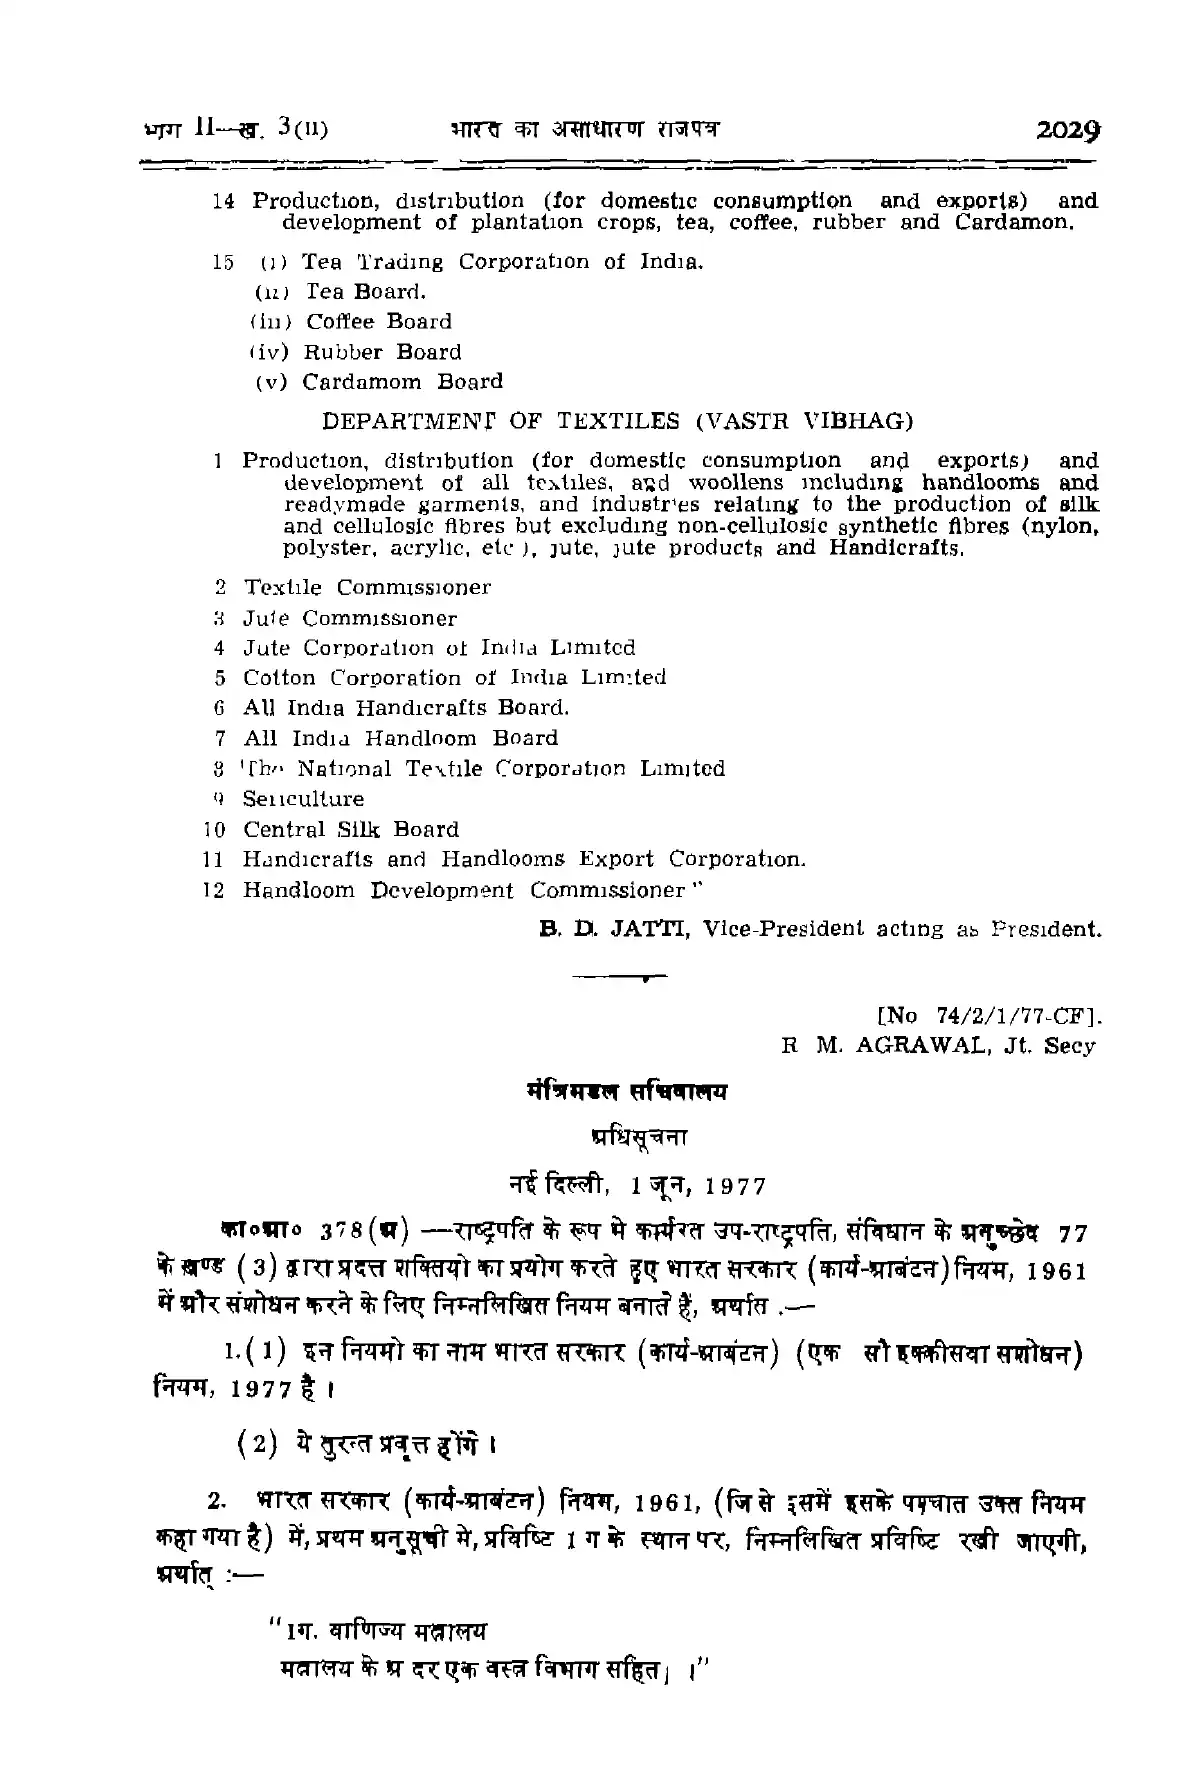 भाग II—ख. 3(ii) भारत का असाधारण राजपत्र 2029
14 Production, distribution (for domestic consumption and exports) and
development of plantation crops, tea, coffee, rubber and Cardamon.
15 (i) Tea Trading Corporation of India.
(ii) Tea Board.
(iii) Coffee Board
(iv) Rubber Board
(v) Cardamom Board
DEPARTMENT OF TEXTILES (VASTR VIBHAG)
1 Production, distribution (for domestic consumption and exports) and
development of all textiles, and woollens including handlooms and
readymade garments, and industries relating to the production of silk
and cellulosic fibres but excluding non-cellulosic synthetic fibres (nylon,
polyster, acrylic, etc ), jute, jute products and Handicrafts.
2 Textile Commissioner
3 Jute Commissioner
4 Jute Corporation of India Limited
5 Cotton Corporation of India Limited
6 All India Handicrafts Board.
7 All India Handloom Board
8 The National Textile Corporation Limited
9 Sericulture
10 Central Silk Board
11 Handicrafts and Handlooms Export Corporation.
12 Handloom Development Commissioner"
B. D. JATTI, Vice-President acting as President.
[No 74/2/1/77-CF].
R M. AGRAWAL, Jt. Secy
मंत्रिमंडल सचिवालय
अधिसूचना
नई दिल्ली, 1 जून, 1977
का०आ० 378(अ) —राष्ट्रपति के रूप मे कार्यरत उप-राष्ट्रपति, संविधान के अनुच्छेद 77
के खण्ड (3) द्वारा प्रदत्त शक्तियो का प्रयोग करते हुए भारत सरकार (कार्य-आबंटन) नियम, 1961
में और संशोधन करने के लिए निम्नलिखित नियम बनाते हैं, अर्थात .—
1.(1) इन नियमो का नाम भारत सरकार (कार्य-आबंटन) (एक सौ इक्कीसवा सशोधन)
नियम, 1977 है ।
(2) ये तुरन्त प्रवृत्त होंगे ।
2. भारत सरकार (कार्य-आबंटन) नियम, 1961, (जिसे इसमें इसके पश्चात उक्त नियम
कहा गया है) में, प्रथम अनुसूची में, प्रविष्टि 1 ग के स्थान पर, निम्नलिखित प्रविष्टि रखी जाएगी,
अर्थात् :—
"1ग. वाणिज्य मत्रालय
मत्रालय के अ दर एक वस्त्र विभाग सहित] ।"